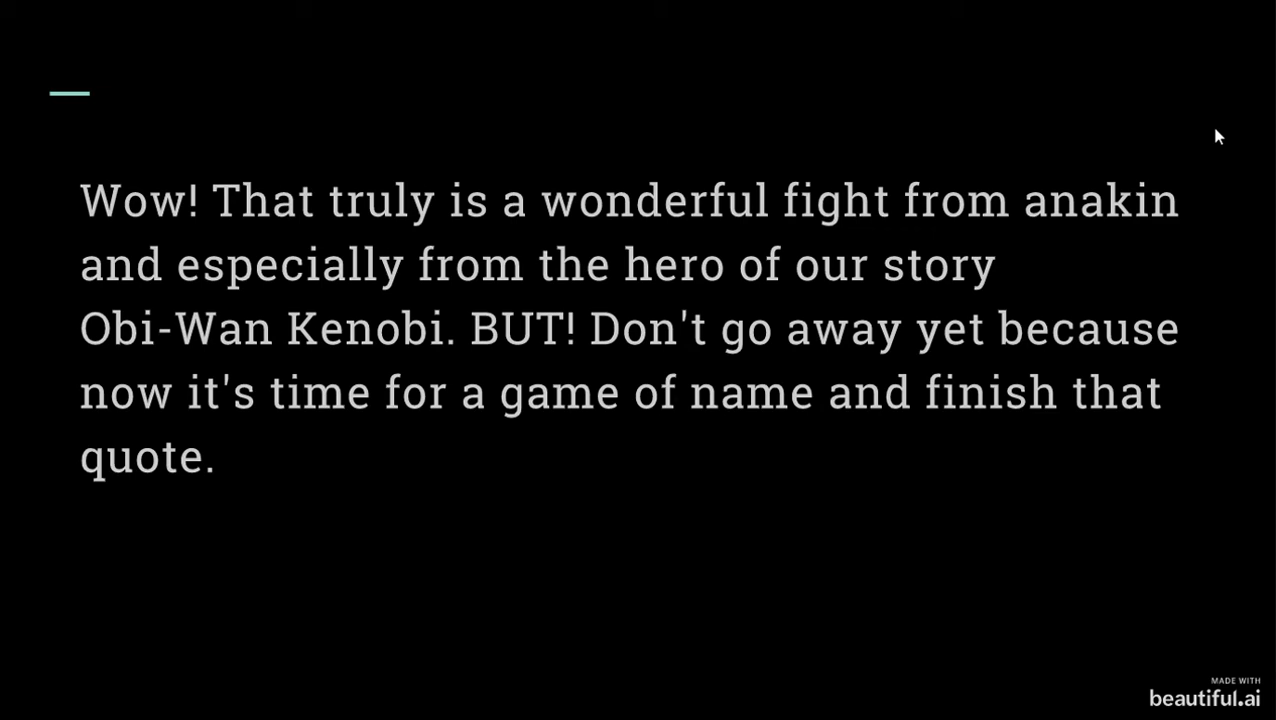 Wow! That truly is a wonderful fight from anakin
and especially from the hero of our story
Obi-Wan Kenobi. BUT! Don't go away yet because
now it's time for a game of name and finish that
quote.
MADE WITH
beautiful.ai